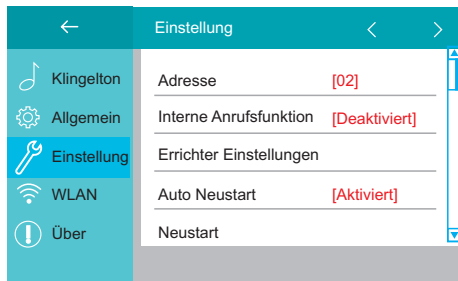 Einstellung
Klingelton
Allgemein
Einstellung
WLAN
Über
Adresse [02]
Interne Anrufsfunktion [Deaktiviert]
Errichter Einstellungen
Auto Neustart [Aktiviert]
Neustart